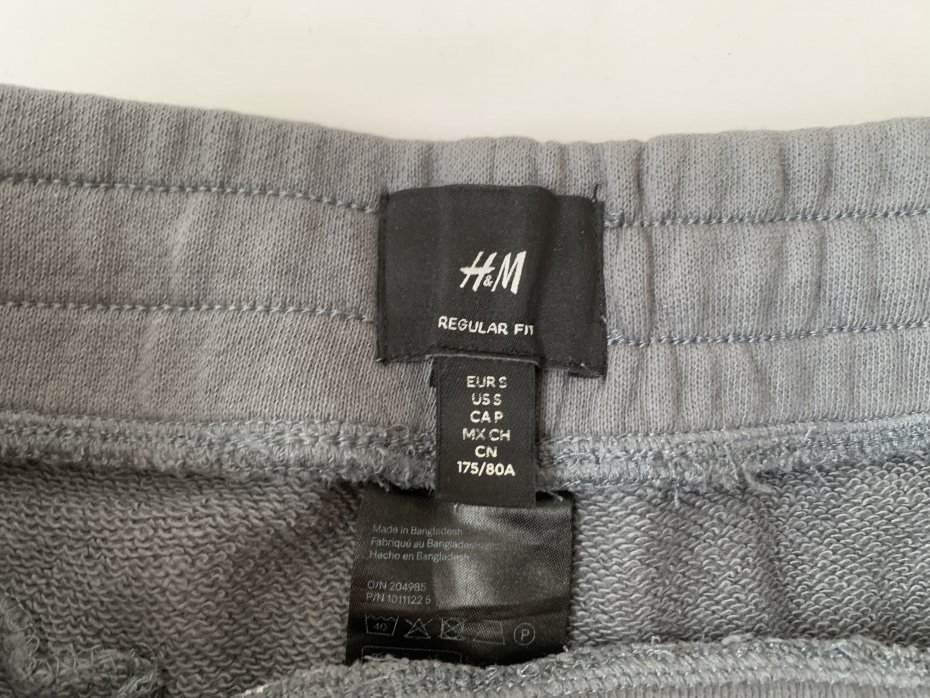 H&M
REGULAR FIT
EUR S
US S
CA P
MX CH
CN
175/80A
Made in Bangladesh
Fabriqué au Bangladesh
Hecho en Bangladesh
O/N 204985
P/N 1011122 5
40
P